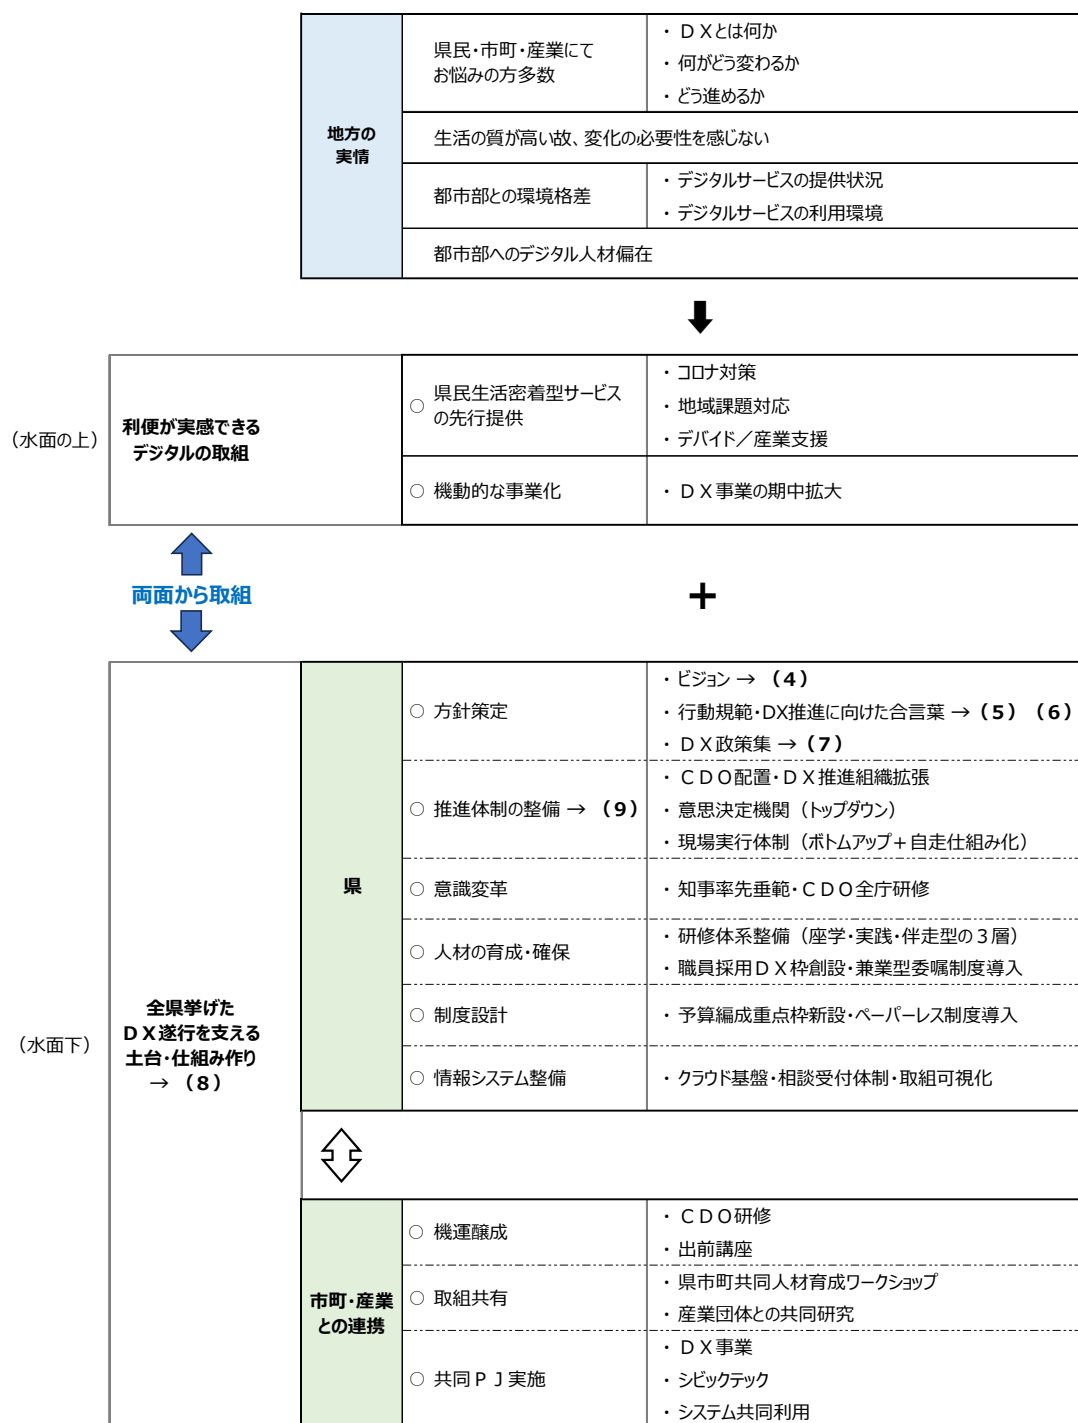 地方の
実情
県民・市町・産業にて
お悩みの方多数
・ＤＸとは何か
・何がどう変わるか
・どう進めるか
生活の質が高い故、変化の必要性を感じない
都市部との環境格差
・デジタルサービスの提供状況
・デジタルサービスの利用環境
都市部へのデジタル人材偏在
（水面の上）
利便が実感できる
デジタルの取組
○ 県民生活密着型サービス
の先行提供
・コロナ対策
・地域課題対応
・デバイド／産業支援
○ 機動的な事業化
・ＤＸ事業の期中拡大
両面から取組
＋
（水面下）
全県挙げた
ＤＸ遂行を支える
土台・仕組み作り
→ （８）
県
○ 方針策定
・ビジョン → （４）
・行動規範・DX推進に向けた合言葉 → （５）（６）
・ＤＸ政策集 → （７）
○ 推進体制の整備 → （９）
・ＣＤＯ配置・ＤＸ推進組織拡張
・意思決定機関（トップダウン）
・現場実行体制（ボトムアップ＋自走仕組み化）
○ 意識変革
・知事率先垂範・ＣＤＯ全庁研修
○ 人材の育成・確保
・研修体系整備（座学・実践・伴走型の３層）
・職員採用ＤＸ枠創設・兼業型委嘱制度導入
○ 制度設計
・予算編成重点枠新設・ペーパーレス制度導入
○ 情報システム整備
・クラウド基盤・相談受付体制・取組可視化
市町・産業
との連携
○ 機運醸成
・ＣＤＯ研修
・出前講座
○ 取組共有
・県市町共同人材育成ワークショップ
・産業団体との共同研究
○ 共同ＰＪ実施
・ＤＸ事業
・シビックテック
・システム共同利用